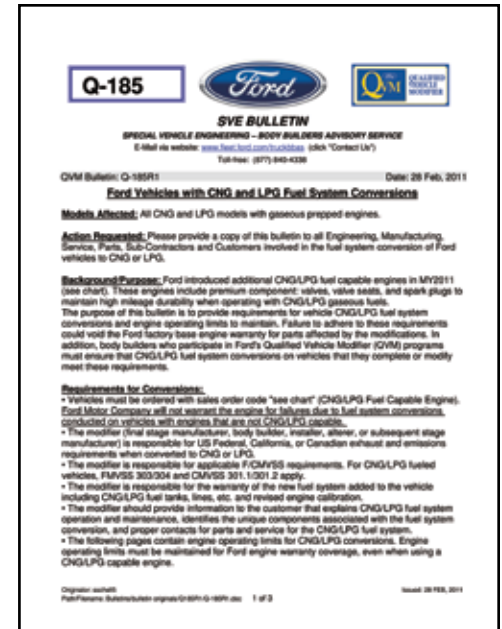 Q-185
Ford
QVM QUALIFIED VEHICLE MODIFIER
SVE BULLETIN
SPECIAL VEHICLE ENGINEERING – BODY BUILDERS ADVISORY SERVICE
E-Mail via website: www.fleet.ford.com/truckbbas (click "Contact Us")
Toll-free: (877) 840-4338
QVM Bulletin: Q-185R1 Date: 28 Feb, 2011
Ford Vehicles with CNG and LPG Fuel System Conversions
Models Affected: All CNG and LPG models with gaseous prepped engines.
Action Requested: Please provide a copy of this bulletin to all Engineering, Manufacturing,
Service, Parts, Sub-Contractors and Customers involved in the fuel system conversion of Ford
vehicles to CNG or LPG.
Background/Purpose: Ford introduced additional CNG/LPG fuel capable engines in MY2011
(see chart). These engines include premium component: valves, valve seats, and spark plugs to
maintain high mileage durability when operating with CNG/LPG gaseous fuels.
The purpose of this bulletin is to provide requirements for vehicle CNG/LPG fuel system
conversions and engine operating limits to maintain. Failure to adhere to these requirements
could void the Ford factory base engine warranty for parts affected by the modifications. In
addition, body builders who participate in Ford's Qualified Vehicle Modifier (QVM) programs
must ensure that CNG/LPG fuel system conversions on vehicles that they complete or modify
meet these requirements.
Requirements for Conversions:
• Vehicles must be ordered with sales order code "see chart" (CNG/LPG Fuel Capable Engine).
Ford Motor Company will not warrant the engine for failures due to fuel system conversions
conducted on vehicles with engines that are not CNG/LPG capable.
• The modifier (final stage manufacturer, body builder, installer, alterer, or subsequent stage
manufacturer) is responsible for US Federal, California, or Canadian exhaust and emissions
requirements when converted to CNG or LPG.
• The modifier is responsible for applicable F/CMVSS requirements. For CNG/LPG fueled
vehicles, FMVSS 303/304 and CMVSS 301.1/301.2 apply.
• The modifier is responsible for the warranty of the new fuel system added to the vehicle
including CNG/LPG fuel tanks, lines, etc. and revised engine calibration.
• The modifier should provide information to the customer that explains CNG/LPG fuel system
operation and maintenance, identifies the unique components associated with the fuel system
conversion, and proper contacts for parts and service for the CNG/LPG fuel system.
• The following pages contain engine operating limits for CNG/LPG conversions. Engine
operating limits must be maintained for Ford engine warranty coverage, even when using a
CNG/LPG capable engine.
Originator: Issued: 28 FEB, 2011
1 of 3